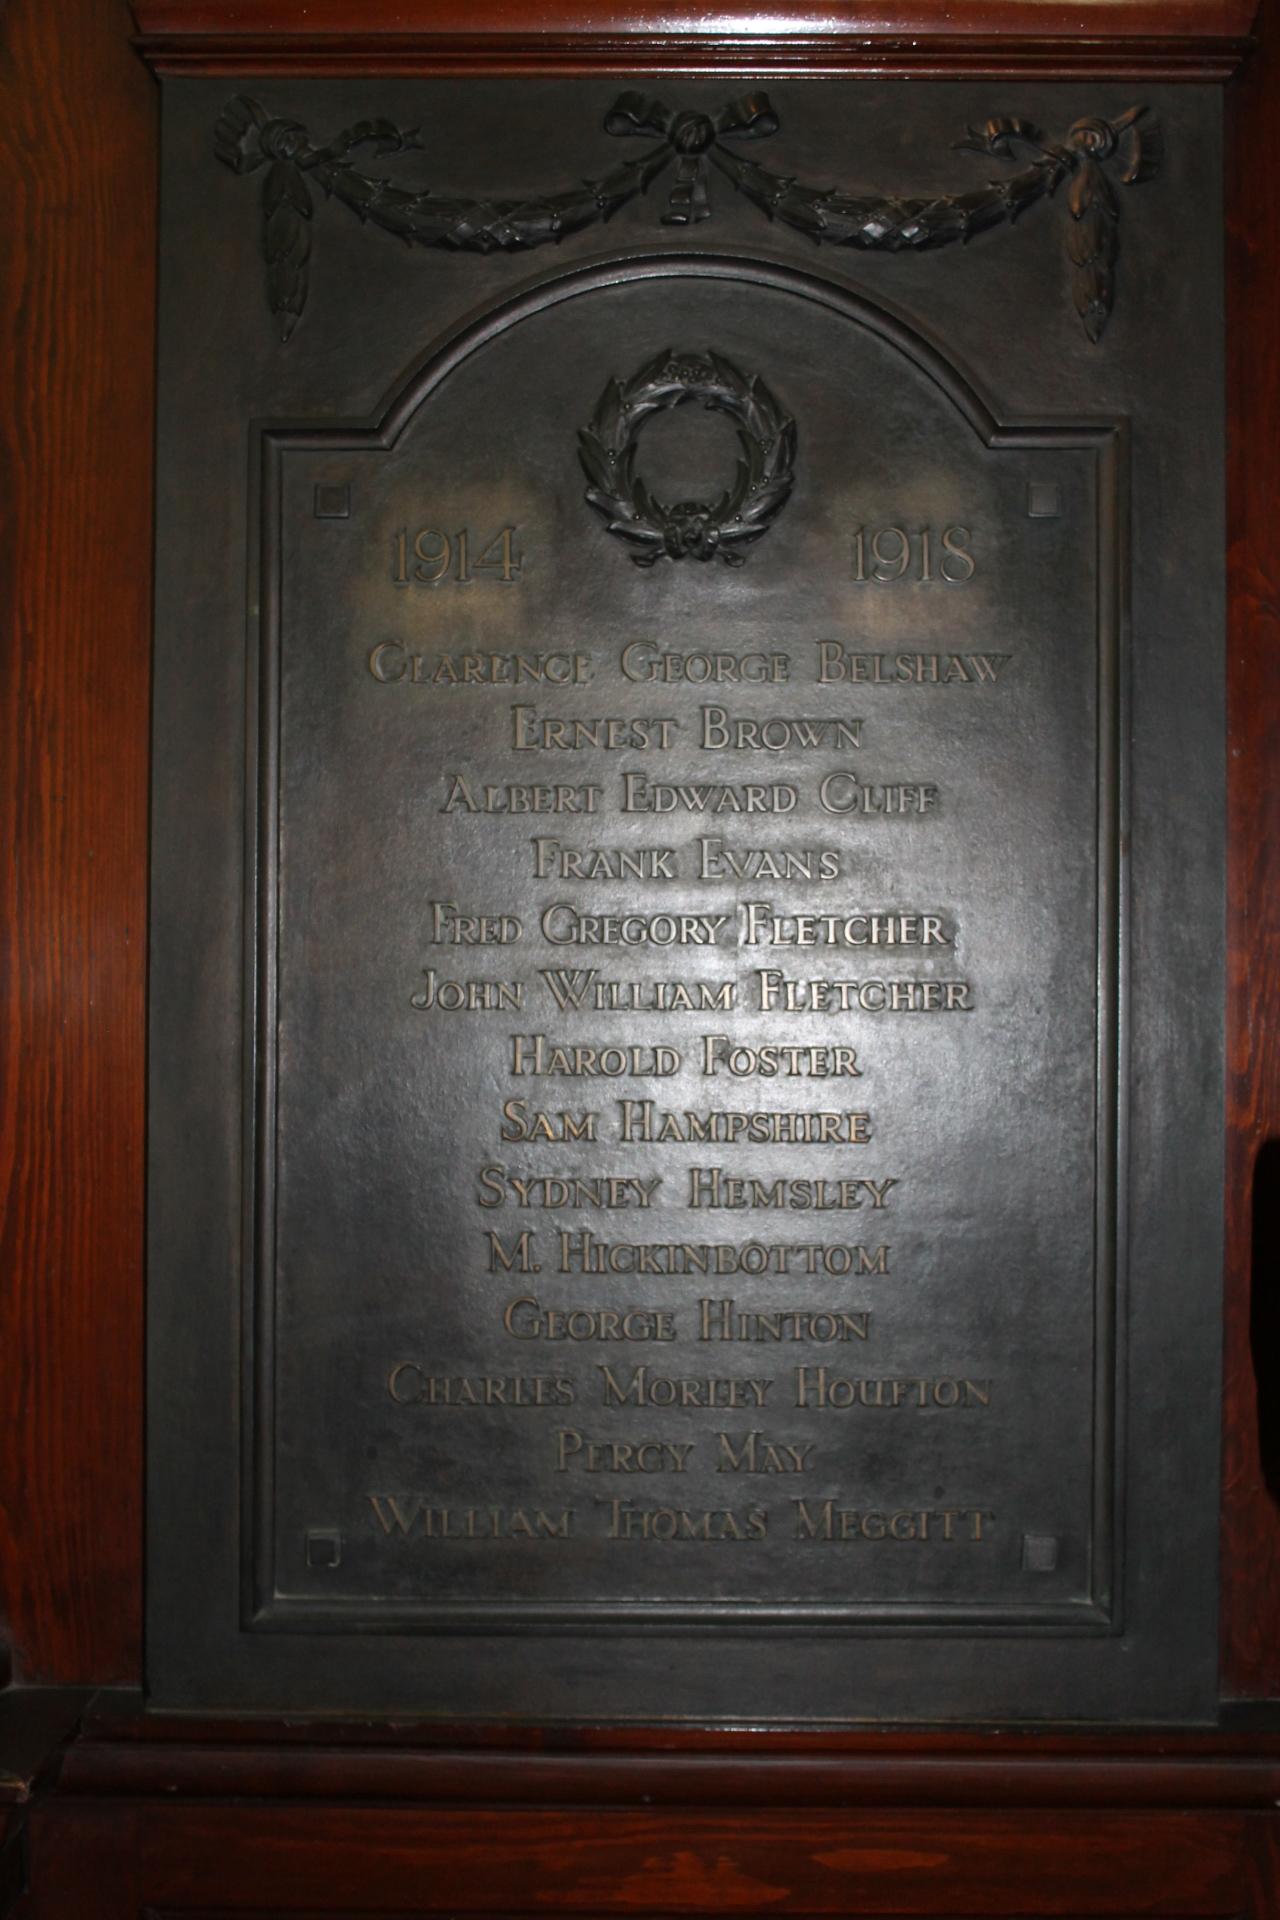 1914 1918
CLARENCE GEORGE BELSHAW
ERNEST BROWN
ALBERT EDWARD CLIFF
FRANK EVANS
FRED GREGORY FLETCHER
JOHN WILLIAM FLETCHER
HAROLD FOSTER
SAM HAMPSHIRE
SYDNEY HEMSLEY
M. HICKINBOTTOM
GEORGE HINTON
CHARLES MORLEY HOUFTON
PERCY MAY
WILLIAM THOMAS MEGGITT